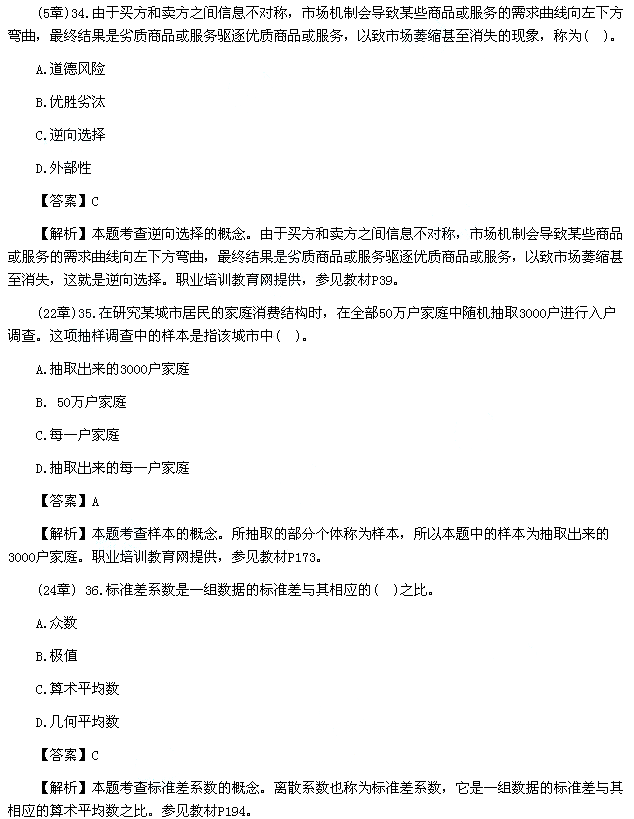 (5章)34.由于买方和卖方之间信息不对称，市场机制会导致某些商品或服务的需求曲线向左下方
弯曲，最终结果是劣质商品或服务驱逐优质商品或服务，以致市场萎缩甚至消失的现象，称为(  )。
A.道德风险
B.优胜劣汰
C.逆向选择
D.外部性
【答案】C
【解析】本题考查逆向选择的概念。由于买方和卖方之间信息不对称，市场机制会导致某些商品
或服务的需求曲线向左下方弯曲，最终结果是劣质商品或服务驱逐优质商品或服务，以致市场萎缩甚
至消失，这就是逆向选择。职业培训教育网提供，参见教材P39。
(22章)35.在研究某城市居民的家庭消费结构时，在全部50万户家庭中随机抽取3000户进行入户
调查。这项抽样调查中的样本是指该城市中(  )。
A.抽取出来的3000户家庭
B. 50万户家庭
C.每一户家庭
D.抽取出来的每一户家庭
【答案】A
【解析】本题考查样本的概念。所抽取的部分个体称为样本，所以本题中的样本为抽取出来的
3000户家庭。职业培训教育网提供，参见教材P173。
(24章) 36.标准差系数是一组数据的标准差与其相应的(  )之比。
A.众数
B.极值
C.算术平均数
D.几何平均数
【答案】C
【解析】本题考查标准差系数的概念。离散系数也称为标准差系数，它是一组数据的标准差与其
相应的算术平均数之比。参见教材P194。